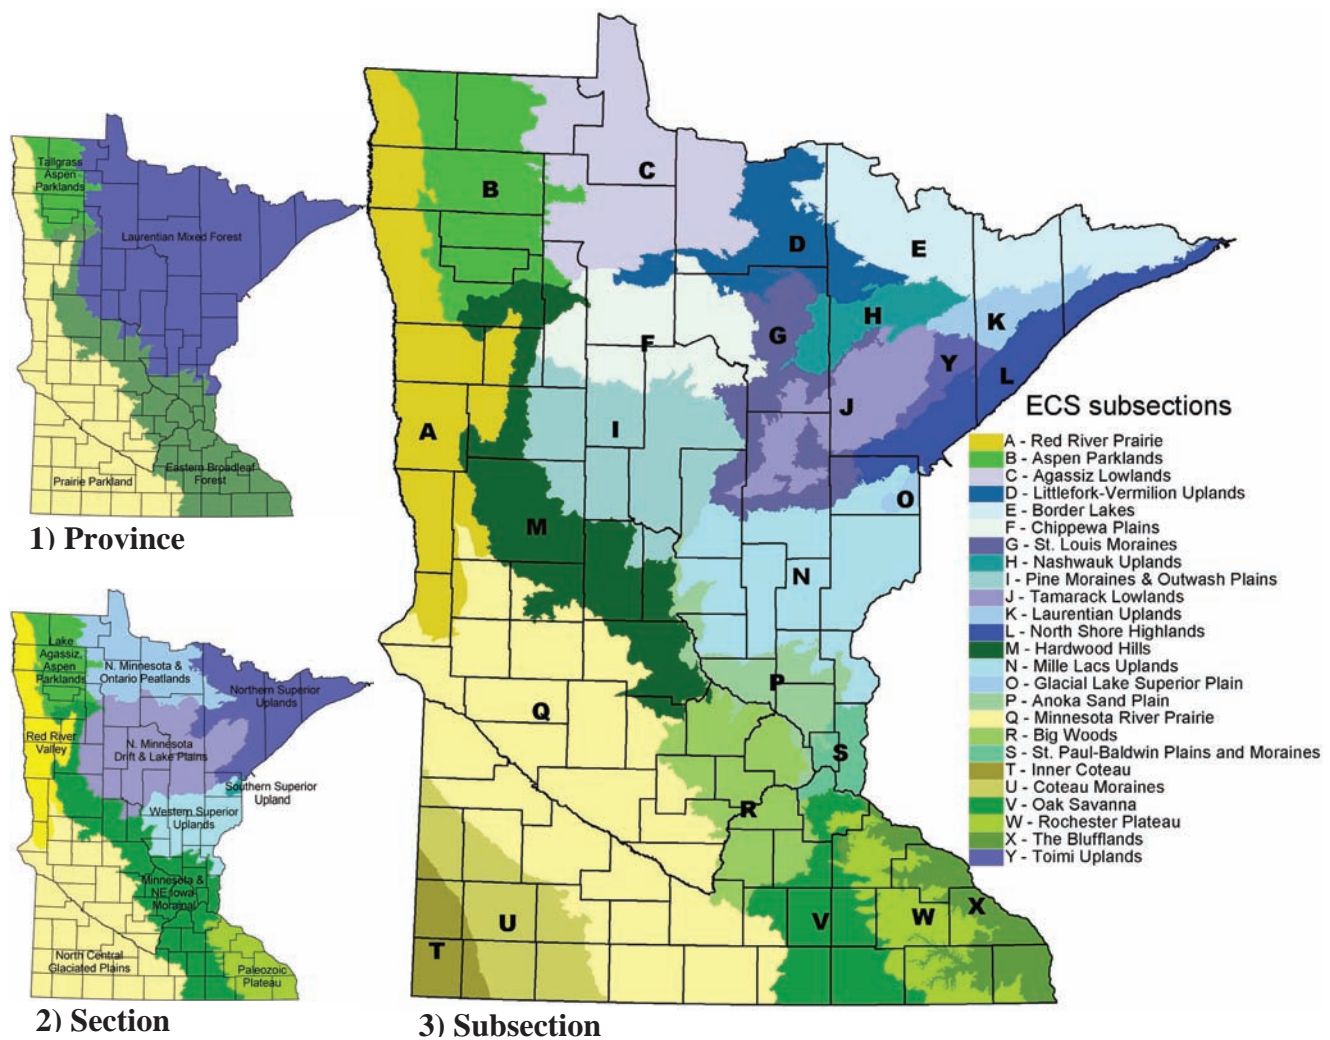 Tallgrass
Aspen
Parklands
Laurentian Mixed Forest
Prairie Parkland
Eastern Broadleaf
Forest
1) Province
Lake
Agassiz,
Aspen
Parklands
N. Minnesota &
Ontario Peatlands
Northern Superior
Uplands
Red River
Valley
N. Minnesota
Drift & Lake Plains
Southern Superior
Upland
Western Superior
Uplands
Minnesota &
NE Iowa
Morainal
North Central
Glaciated Plains
Paleozoic
Plateau
2) Section
A
B
C
D
E
F
G
H
I
J
K
L
M
N
O
P
Q
R
S
T
U
V
W
X
Y
3) Subsection
ECS subsections
A - Red River Prairie
B - Aspen Parklands
C - Agassiz Lowlands
D - Littlefork-Vermilion Uplands
E - Border Lakes
F - Chippewa Plains
G - St. Louis Moraines
H - Nashwauk Uplands
I - Pine Moraines & Outwash Plains
J - Tamarack Lowlands
K - Laurentian Uplands
L - North Shore Highlands
M - Hardwood Hills
N - Mille Lacs Uplands
O - Glacial Lake Superior Plain
P - Anoka Sand Plain
Q - Minnesota River Prairie
R - Big Woods
S - St. Paul-Baldwin Plains and Moraines
T - Inner Coteau
U - Coteau Moraines
V - Oak Savanna
W - Rochester Plateau
X - The Blufflands
Y - Toimi Uplands